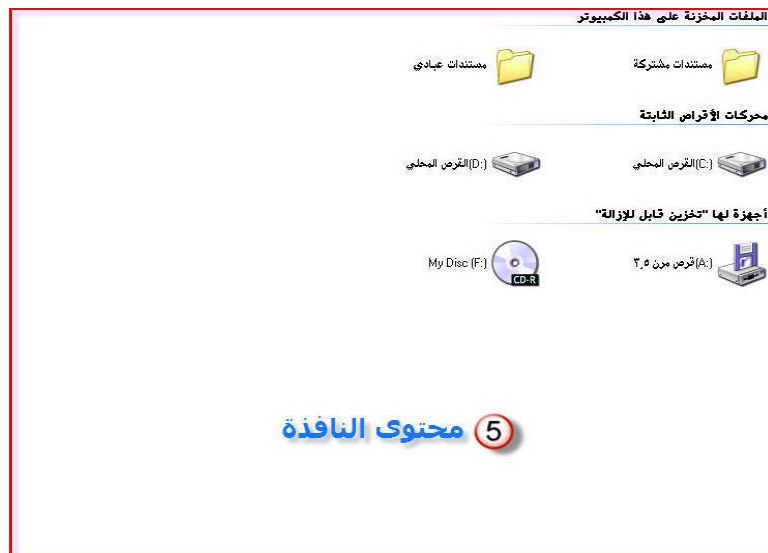 الملفات المخزنة على هذا الكمبيوتر
مستندات مشتركة
مستندات عبادي
محركات الأقراص الثابتة
القرص المحلي(C:)
القرص المحلي(D:)
أجهزة لها "تخزين قابل للإزالة"
قرص مرن ٣,٥(A:)
My Disc (F:)
CD-R
5 محتوى النافذة